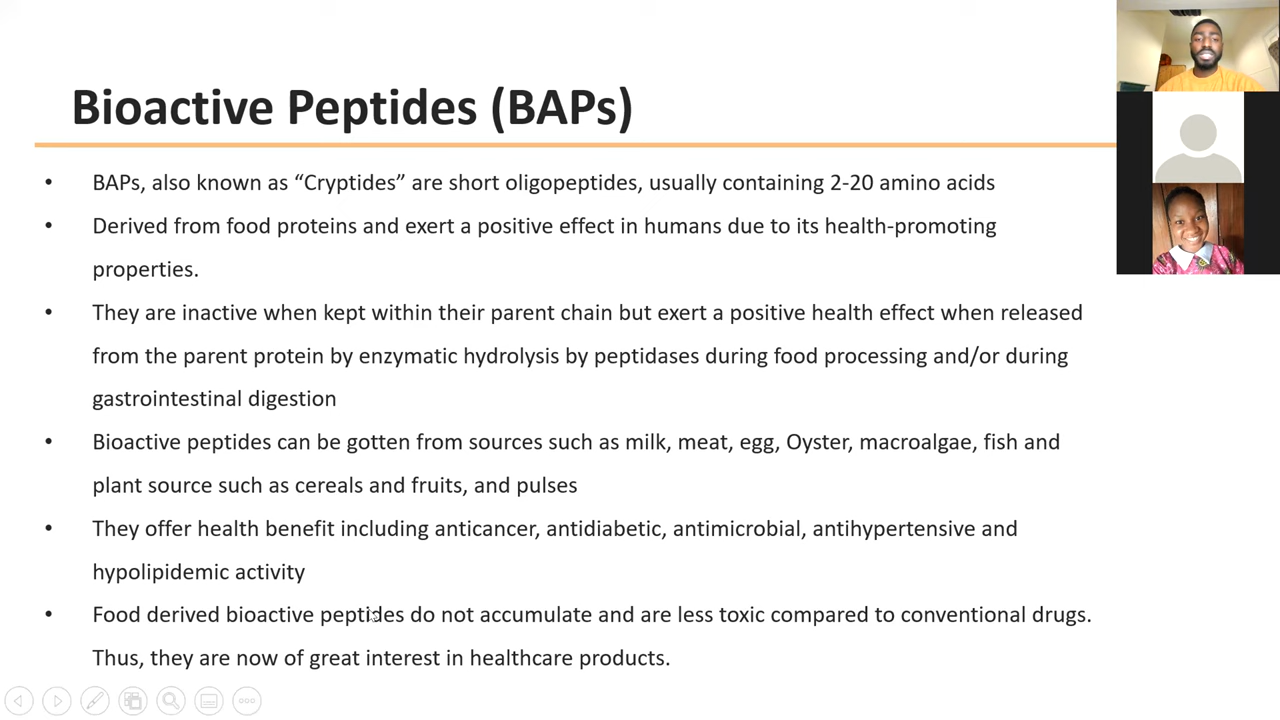 Bioactive Peptides (BAPs)
• BAPs, also known as “Cryptides” are short oligopeptides, usually containing 2-20 amino acids
• Derived from food proteins and exert a positive effect in humans due to its health-promoting
properties.
• They are inactive when kept within their parent chain but exert a positive health effect when released
from the parent protein by enzymatic hydrolysis by peptidases during food processing and/or during
gastrointestinal digestion
• Bioactive peptides can be gotten from sources such as milk, meat, egg, Oyster, macroalgae, fish and
plant source such as cereals and fruits, and pulses
• They offer health benefit including anticancer, antidiabetic, antimicrobial, antihypertensive and
hypolipidemic activity
• Food derived bioactive peptides do not accumulate and are less toxic compared to conventional drugs.
Thus, they are now of great interest in healthcare products.